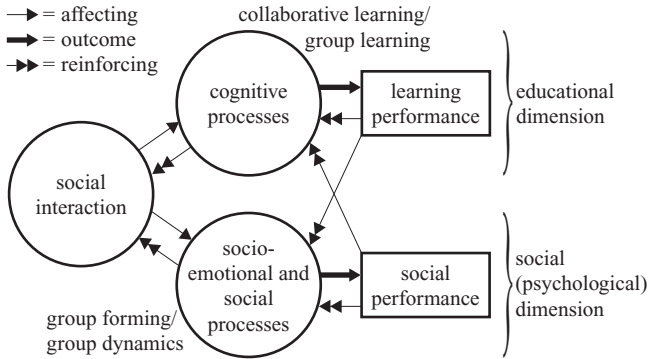 = affecting
= outcome
= reinforcing
collaborative learning/
group learning
cognitive
processes
learning
performance
educational
dimension
social
interaction
socio-
emotional and
social
processes
social
performance
social
(psychological)
dimension
group forming/
group dynamics